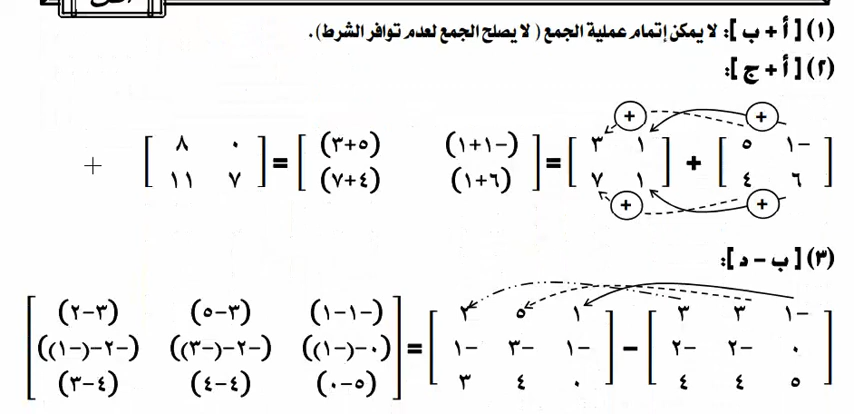 (١) [ أ + ب ]: لا يمكن إتمام عملية الجمع ( لا يصلح الجمع لعدم توافر الشرط).
(٢) [ أ + ج ]:
+ +
[ -١ ٥ ] + [ ١ ٣ ] = [ (-١+١) (٥+٣) ] = [ ٠ ٨ ] +
[ ٦ ٤ ] [ ١ ٧ ] [ (٦+١) (٤+٧) ] [ ٧ ١١ ]
+ +
(٣) [ ب - د ]:
[ -١ ٣ ٣ ] [ ١ ٥ ٢ ] [ (-١-١) (٣-٥) (٣-٢) ]
[ ٠ -٢ -٢ ] - [ -١ -٣ -١ ] = [ (٠-(-١)) (-٢-(-٣)) (-٢-(-١)) ]
[ ٥ ٤ ٤ ] [ ٠ ٤ ٣ ] [ (٥-٠) (٤-٤) (٤-٣) ]